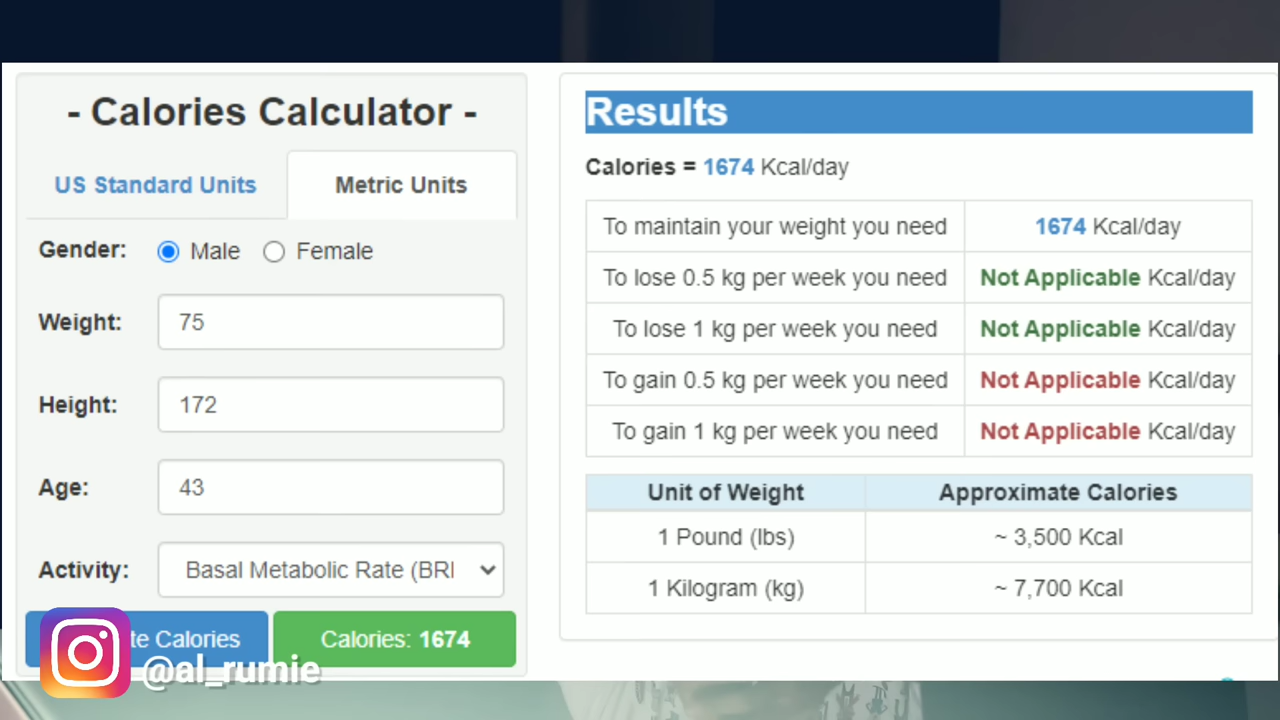 - Calories Calculator -
US Standard Units
Metric Units
Gender: Male Female
Weight: 75
Height: 172
Age: 43
Activity: Basal Metabolic Rate
Calories
Calories: 1674
@al_rumie
Results
Calories = 1674 Kcal/day
To maintain your weight you need 1674 Kcal/day
To lose 0.5 kg per week you need Not Applicable Kcal/day
To lose 1 kg per week you need Not Applicable Kcal/day
To gain 0.5 kg per week you need Not Applicable Kcal/day
To gain 1 kg per week you need Not Applicable Kcal/day
Unit of Weight Approximate Calories
1 Pound (lbs) ~ 3,500 Kcal
1 Kilogram (kg) ~ 7,700 Kcal